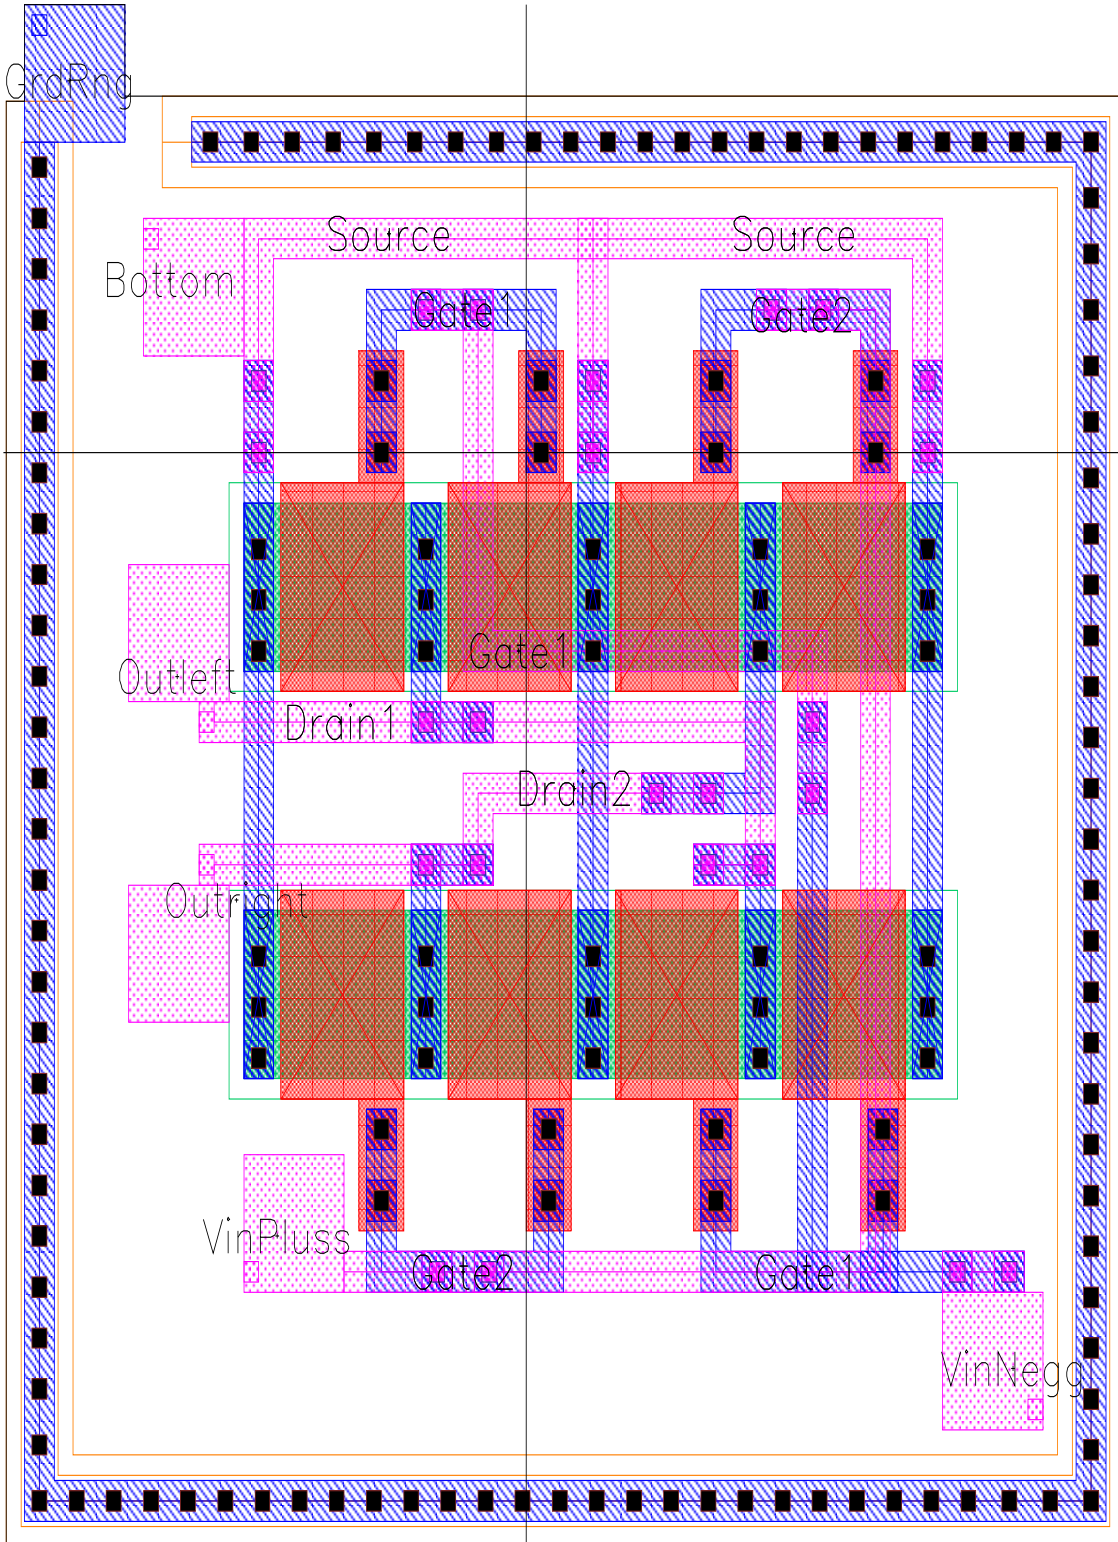 GrdRng
Source Source
Bottom
Gate1 Gate2
Gate1
Outleft
Drain1
Drain2
Outright
VinPluss
Gate2 Gate1
VinNegg